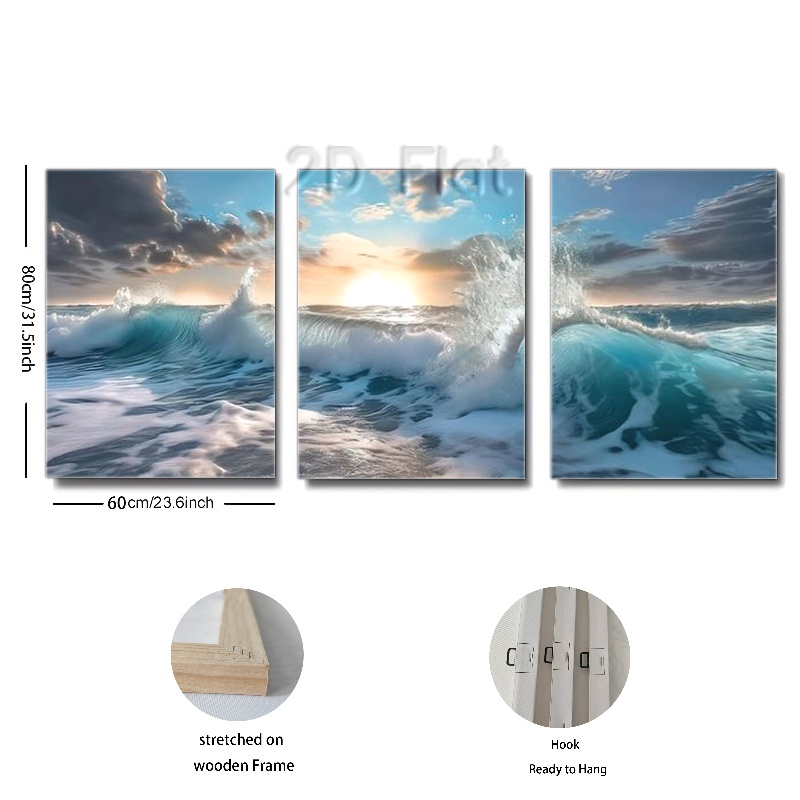 2D Flat
80cm/31.5inch
60cm/23.6inch
stretched on
wooden Frame
Hook
Ready to Hang